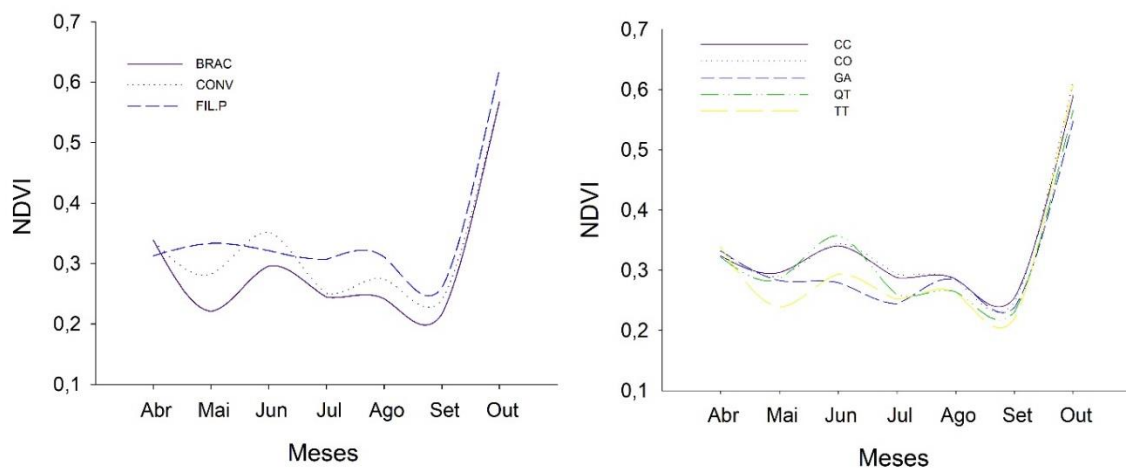 0,7
0,6
0,5
0,4
0,3
0,2
0,1
NDVI
BRAC
CONV
FIL.P
Abr Mai Jun Jul Ago Set Out
Meses
0,7
0,6
0,5
0,4
0,3
0,2
0,1
NDVI
CC
CO
GA
QT
TT
Abr Mai Jun Jul Ago Set Out
Meses